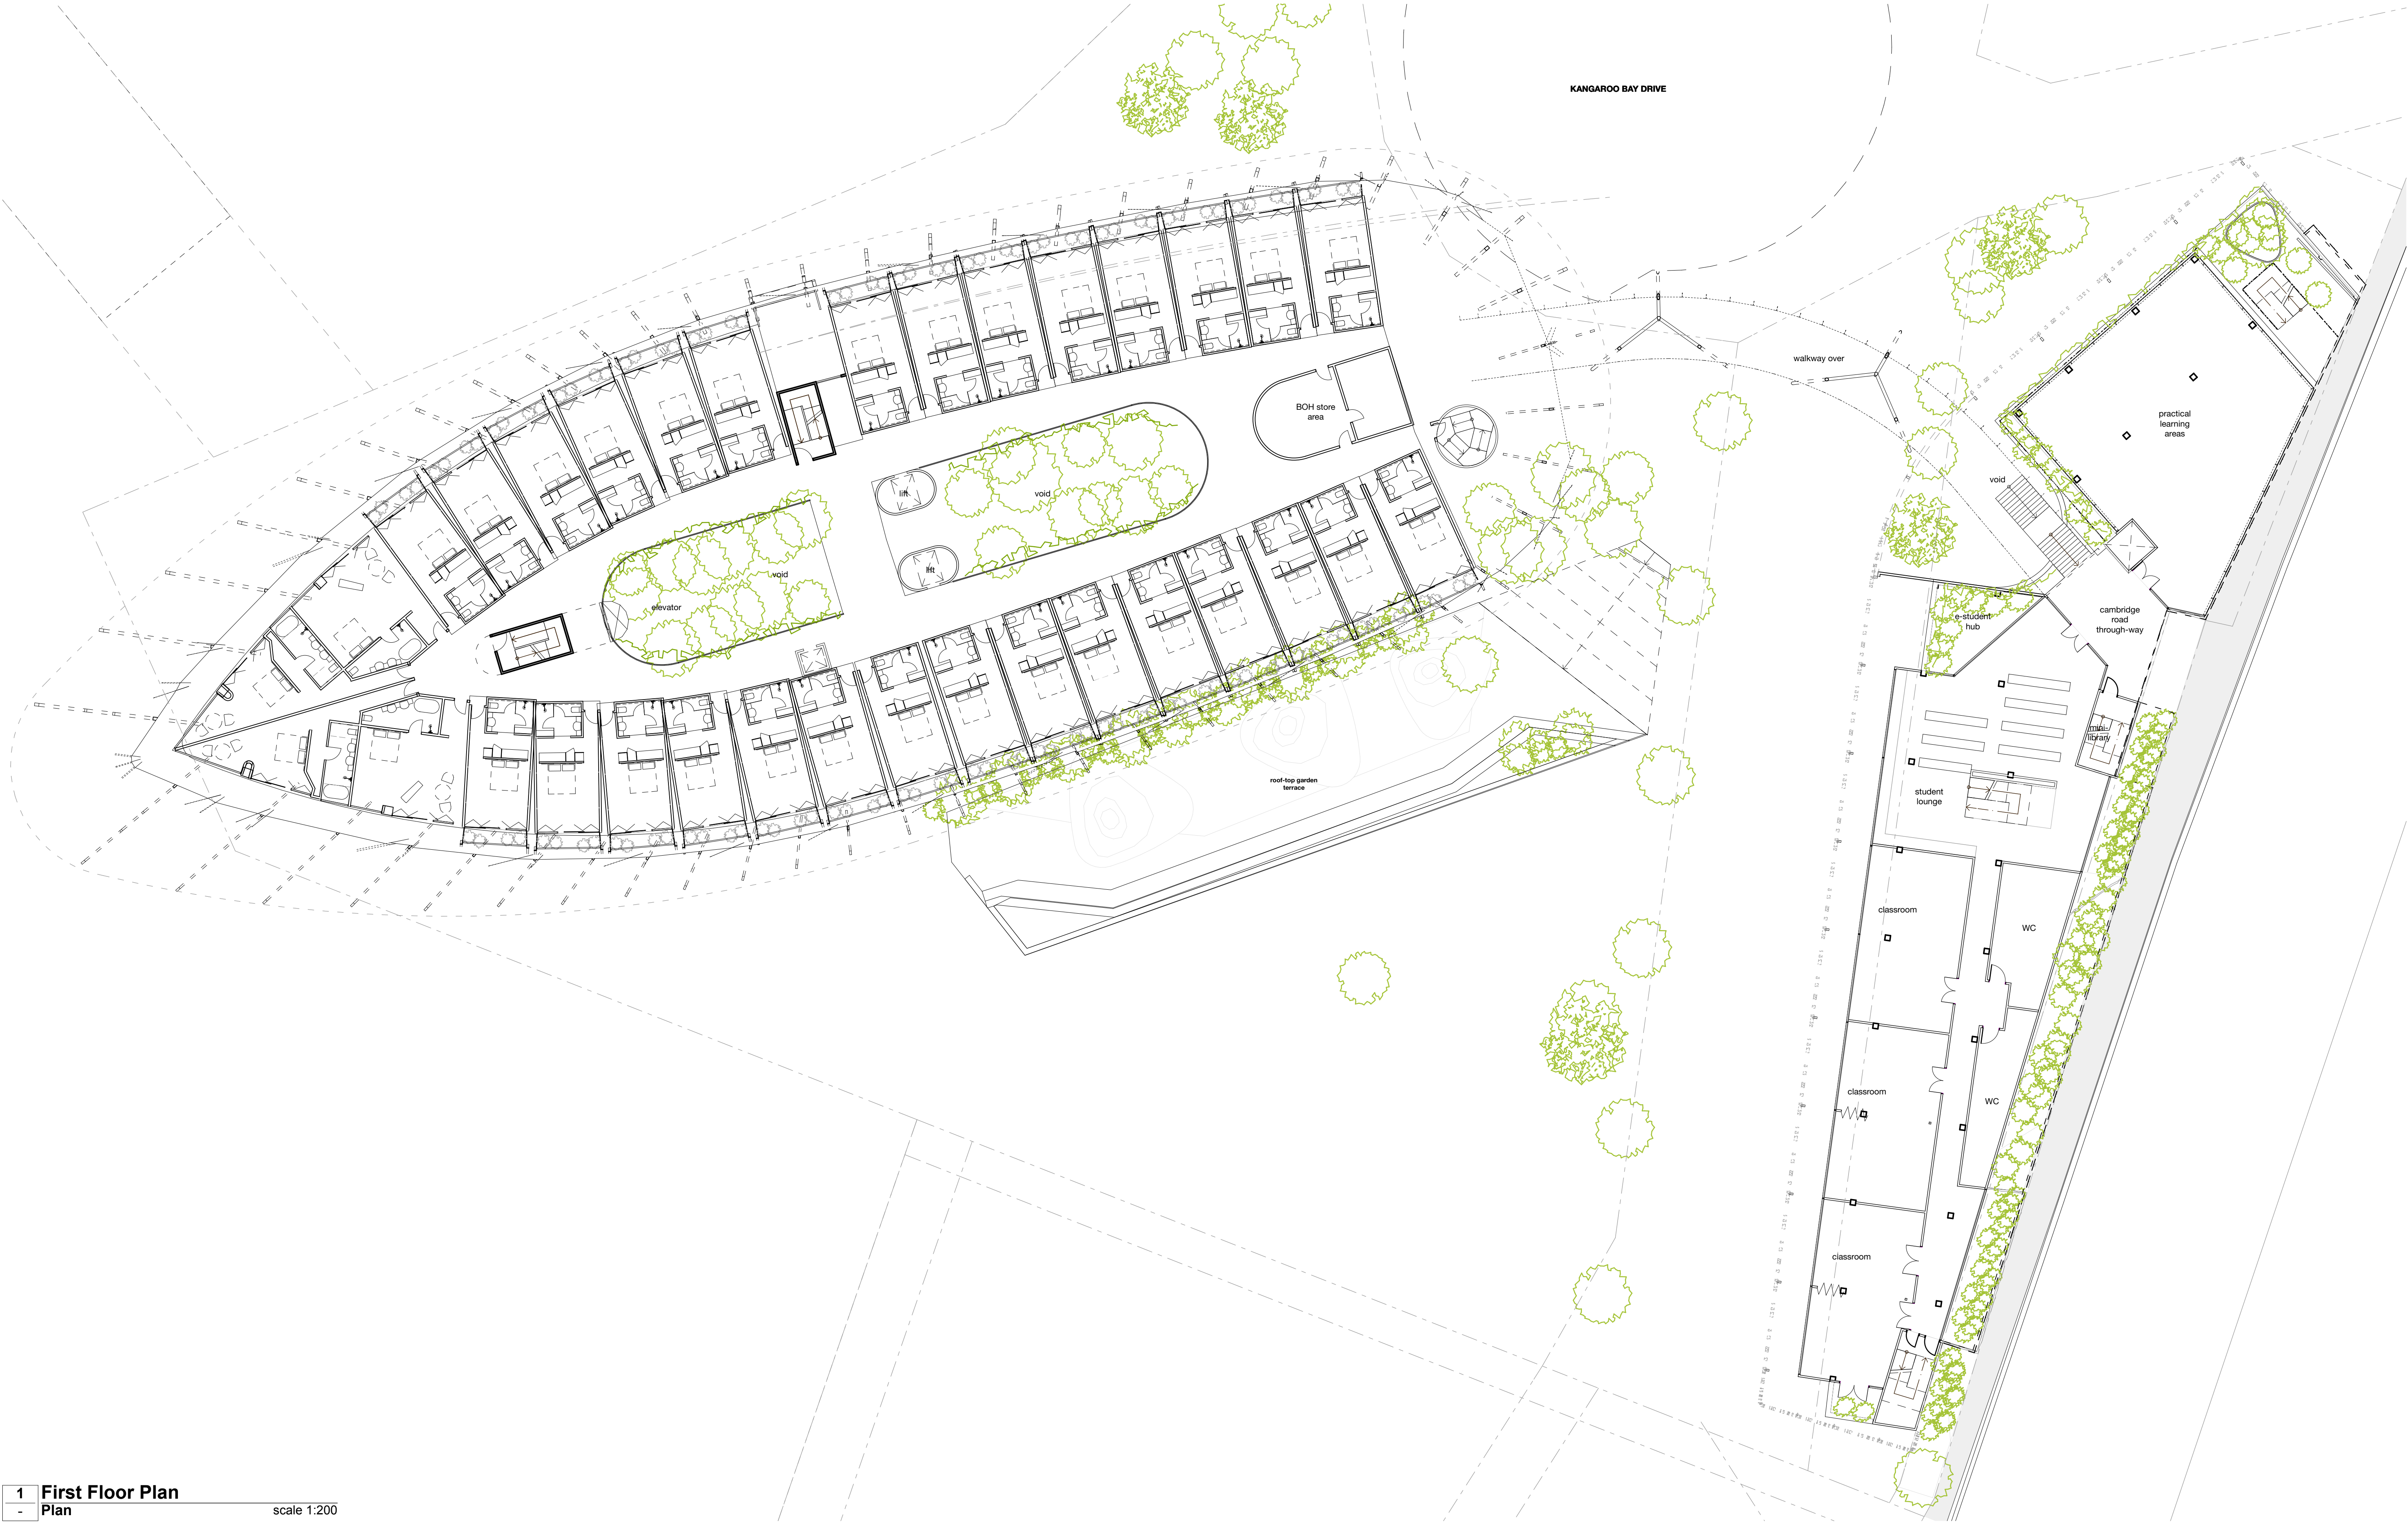 KANGAROO BAY DRIVE
walkway over
BOH store
area
practical
learning
areas
void
lift
void
void
lift
elevator
e-student
hub
cambridge
road
through-way
mini-
library
roof-top garden
terrace
student
lounge
classroom
WC
classroom
WC
classroom
1 First Floor Plan
- Plan scale 1:200